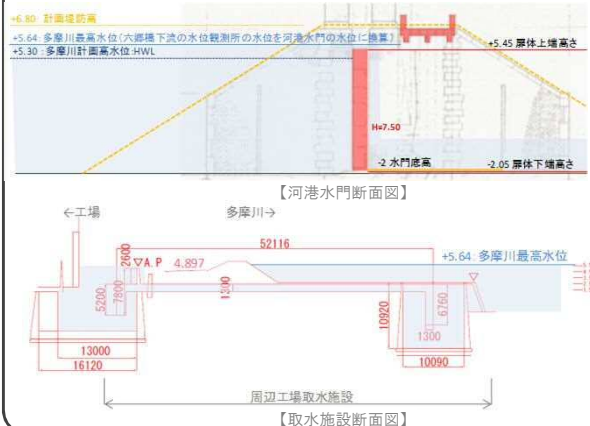 +6.80: 計画堤防高
+5.64: 多摩川最高水位(六郷橋下流の水位観測所の水位を河港水門の水位に換算)
+5.30: 多摩川計画高水位:HWL
+5.45 扉体上端高さ
H=7.50
-2 水門底高
-2.05 扉体下端高さ
【河港水門断面図】
←工場
多摩川→
52116
+5.64: 多摩川最高水位
2600
▽A.P 4.897
5200
7800
1300
10920
6760
1300
13000
16120
10090
周辺工場取水施設
【取水施設断面図】